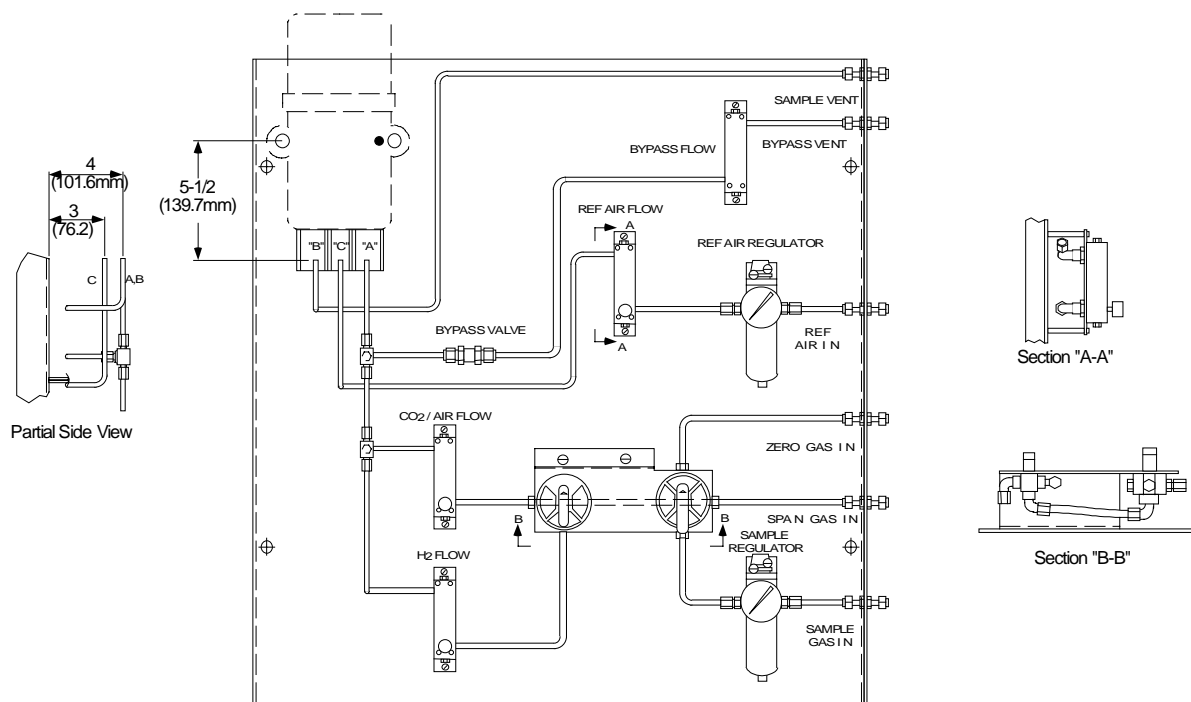 SAMPLE VENT
BYPASS FLOW
BYPASS VENT
4
(101.6mm)
3
(76.2)
5-1/2
(139.7mm)
C
A,B
Partial Side View
"B"
"C"
"A"
REF AIR FLOW
A
A
REF AIR REGULATOR
BYPASS VALVE
REF
AIR IN
Section "A-A"
CO2 / AIR FLOW
ZERO GAS IN
SPAN GAS IN
B
B
SAMPLE
REGULATOR
H2 FLOW
SAMPLE
GAS IN
Section "B-B"